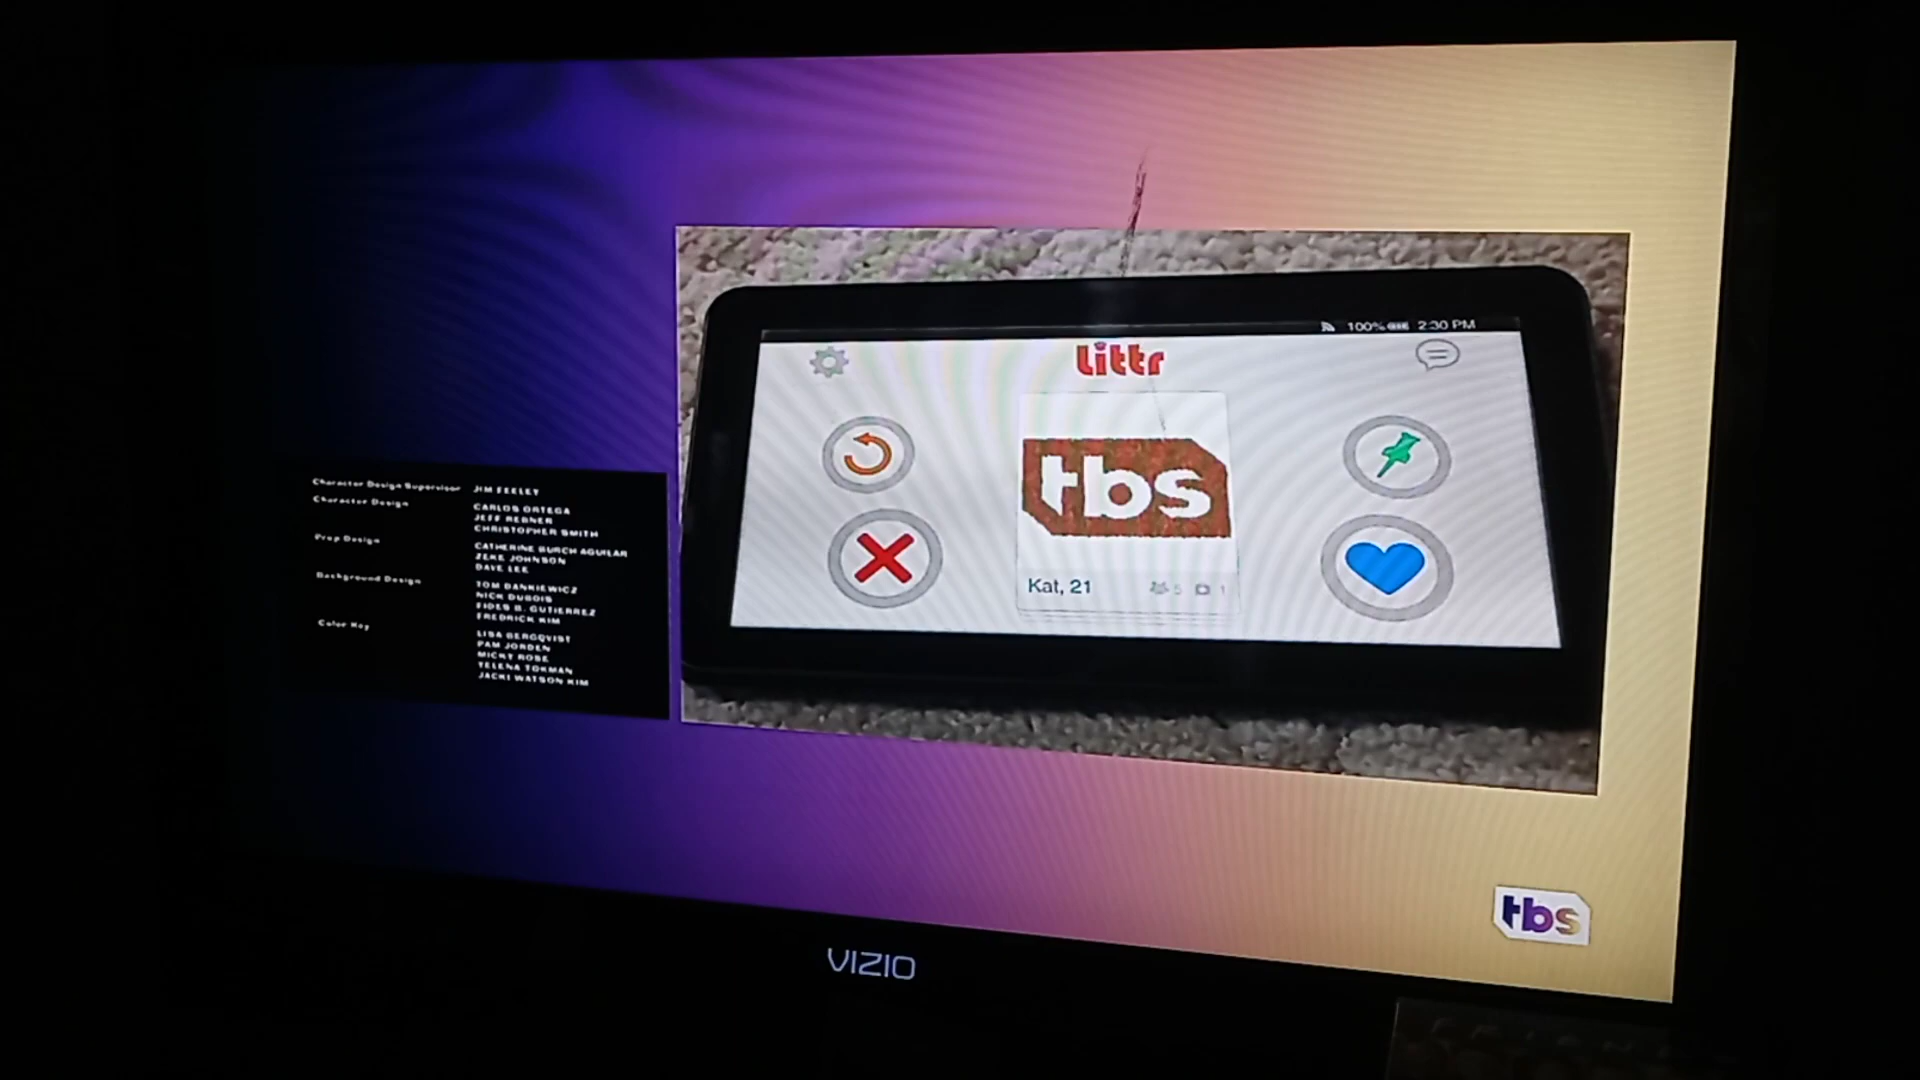 100% 2:30 PM
Littr
tbs
Kat, 21 5 1
Character Design Supervisor JIM FEELEY
Character Design CARLOS ORTEGA
JEFF REBNER
CHRISTOPHER SMITH
Prop Design CATHERINE BURCH AGUILAR
ZEKE JOHNSON
DAVE LEE
Background Design TOM DANKIEWICZ
NICK DUBOIS
FIDES B. GUTIERREZ
FREDRICK KIM
Color Key LISA BERGQVIST
PAM JORDEN
MICKY ROSE
YELENA TOKMAN
JACKI WATSON KIM
tbs
VIZIO